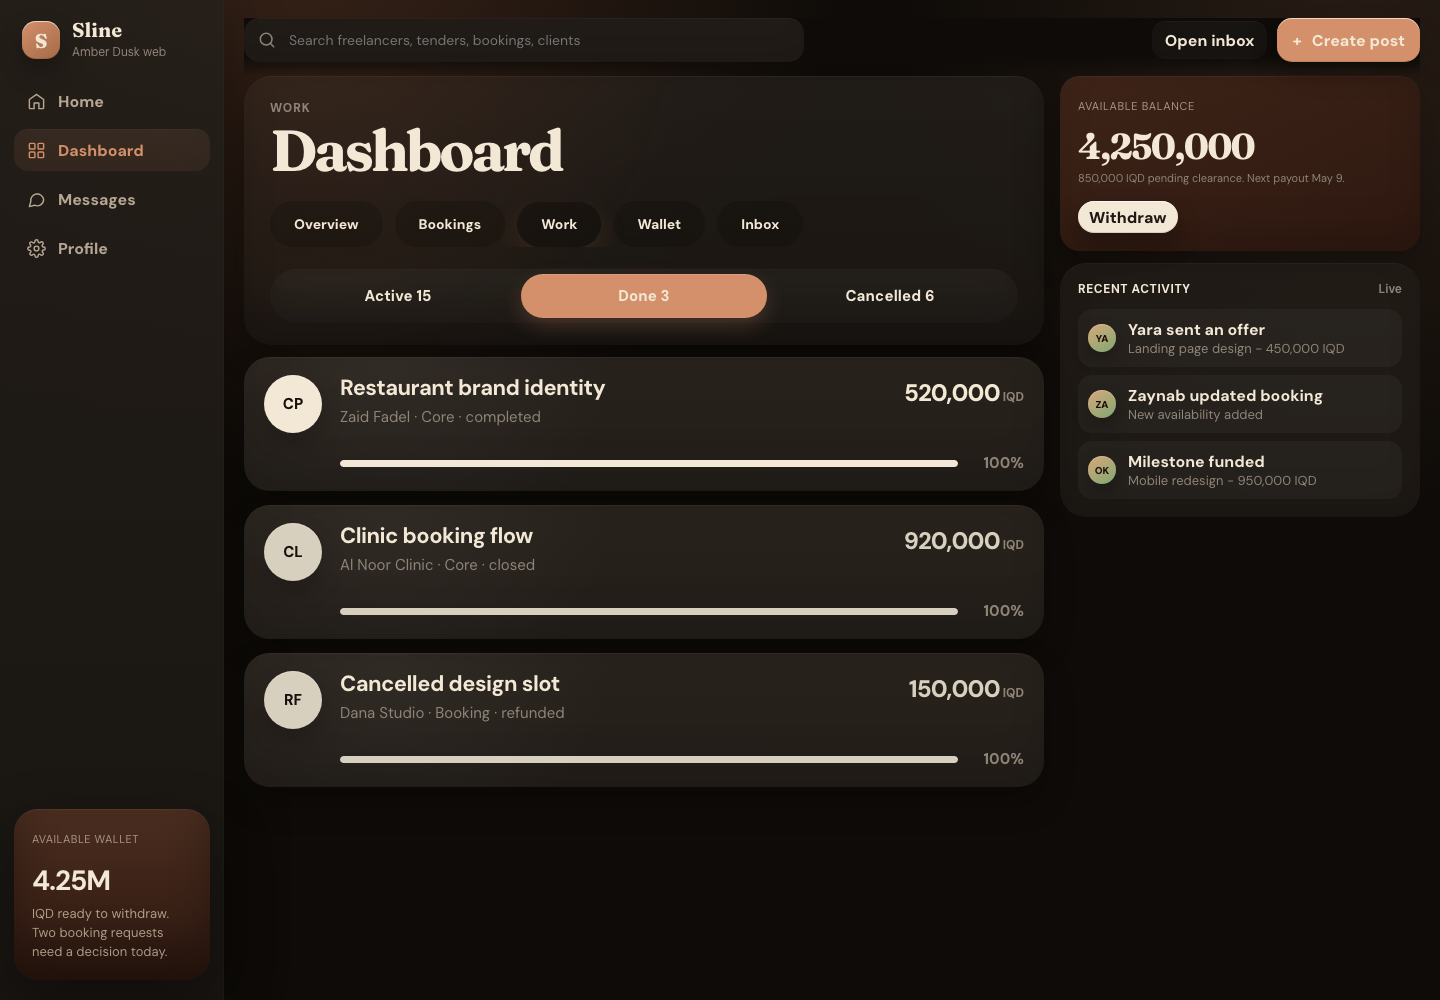 S
Sline
Amber Dusk web
Home
Dashboard
Messages
Profile
AVAILABLE WALLET
4.25M
IQD ready to withdraw.
Two booking requests
need a decision today.
Search freelancers, tenders, bookings, clients
Open inbox
+ Create post
WORK
Dashboard
Overview
Bookings
Work
Wallet
Inbox
Active 15
Done 3
Cancelled 6
CP
Restaurant brand identity
520,000 IQD
Zaid Fadel · Core · completed
100%
CL
Clinic booking flow
920,000 IQD
Al Noor Clinic · Core · closed
100%
RF
Cancelled design slot
150,000 IQD
Dana Studio · Booking · refunded
100%
AVAILABLE BALANCE
4,250,000
850,000 IQD pending clearance. Next payout May 9.
Withdraw
RECENT ACTIVITY
Live
YA
Yara sent an offer
Landing page design - 450,000 IQD
ZA
Zaynab updated booking
New availability added
OK
Milestone funded
Mobile redesign - 950,000 IQD